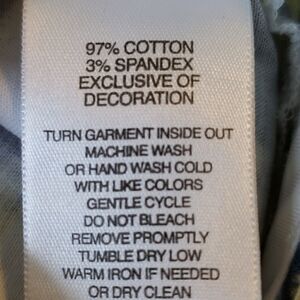 97% COTTON
3% SPANDEX
EXCLUSIVE OF
DECORATION
TURN GARMENT INSIDE OUT
MACHINE WASH
OR HAND WASH COLD
WITH LIKE COLORS
GENTLE CYCLE
DO NOT BLEACH
REMOVE PROMPTLY
TUMBLE DRY LOW
WARM IRON IF NEEDED
OR DRY CLEAN